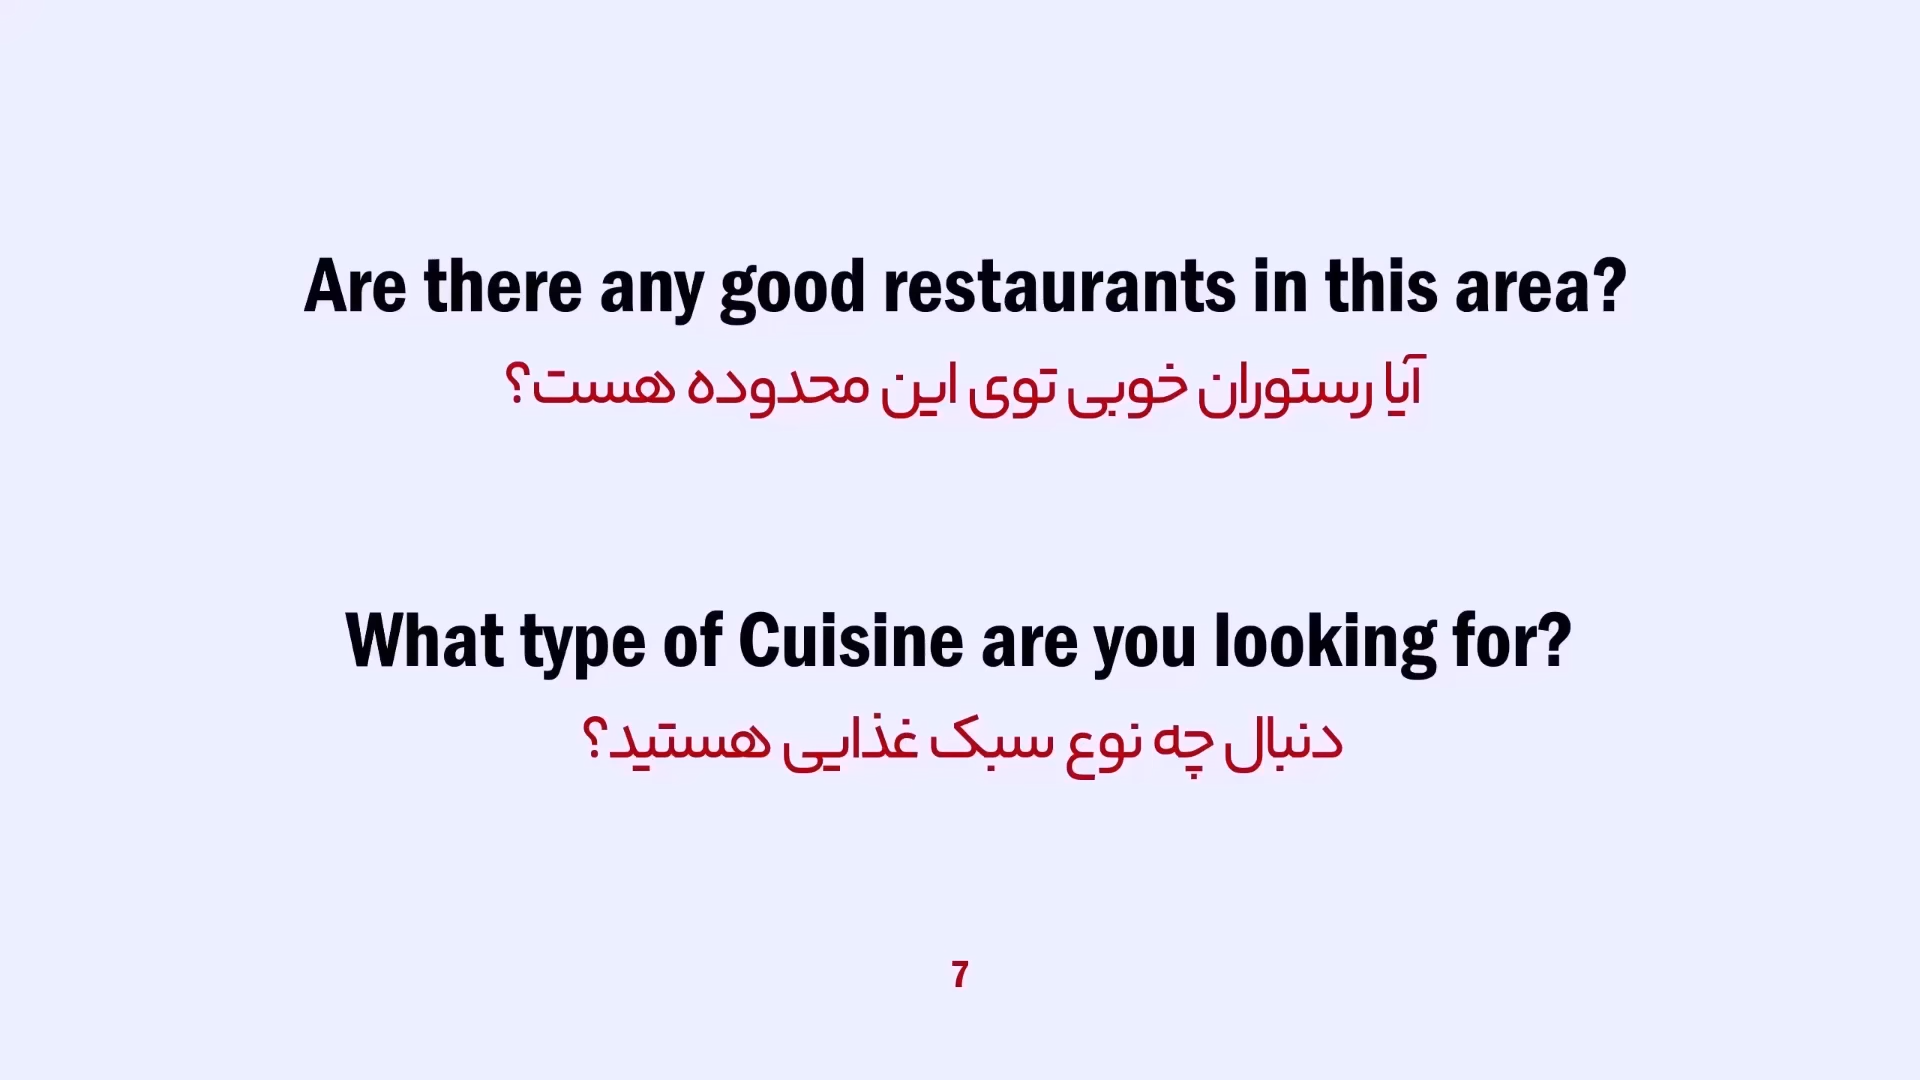 Are there any good restaurants in this area?
آیا رستوران خوبی توی این محدوده هست؟
What type of Cuisine are you looking for?
دنبال چه نوع سبک غذایی هستید؟
7